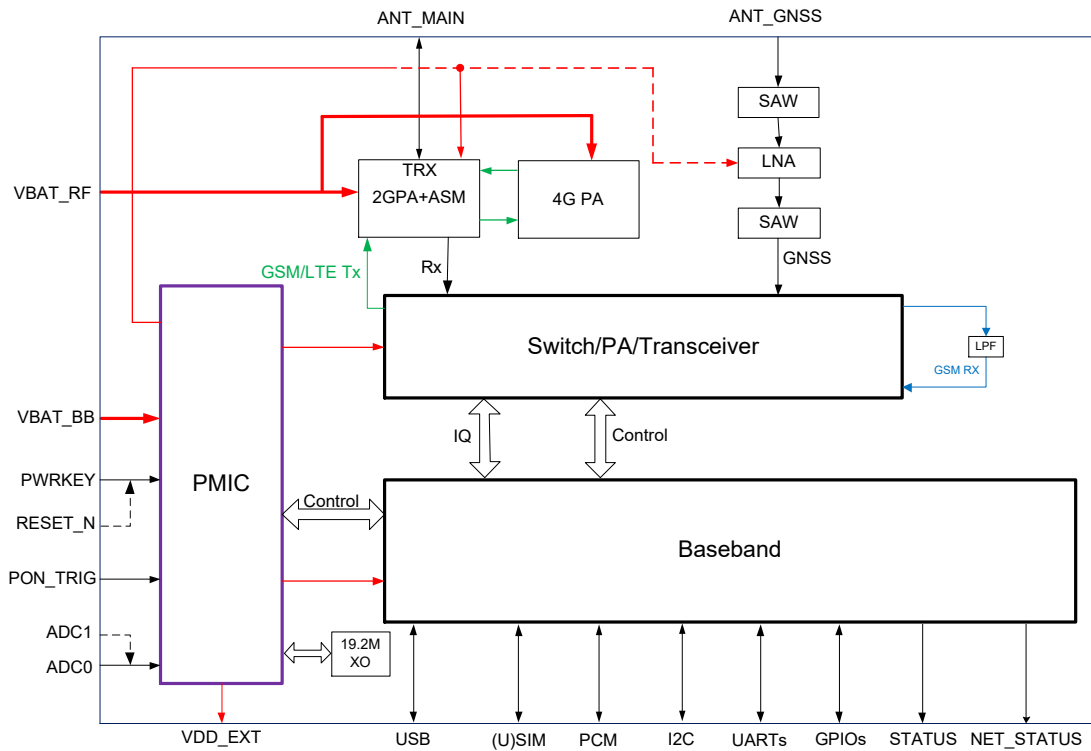 ANT_MAIN
ANT_GNSS
SAW
LNA
SAW
GNSS
VBAT_RF
TRX
2GPA+ASM
4G PA
GSM/LTE Tx
Rx
Switch/PA/Transceiver
LPF
GSM RX
VBAT_BB
PWRKEY
RESET_N
PON_TRIG
ADC1
ADC0
PMIC
IQ
Control
Control
Baseband
19.2M
XO
VDD_EXT
USB
(U)SIM
PCM
I2C
UARTs
GPIOs
STATUS
NET_STATUS